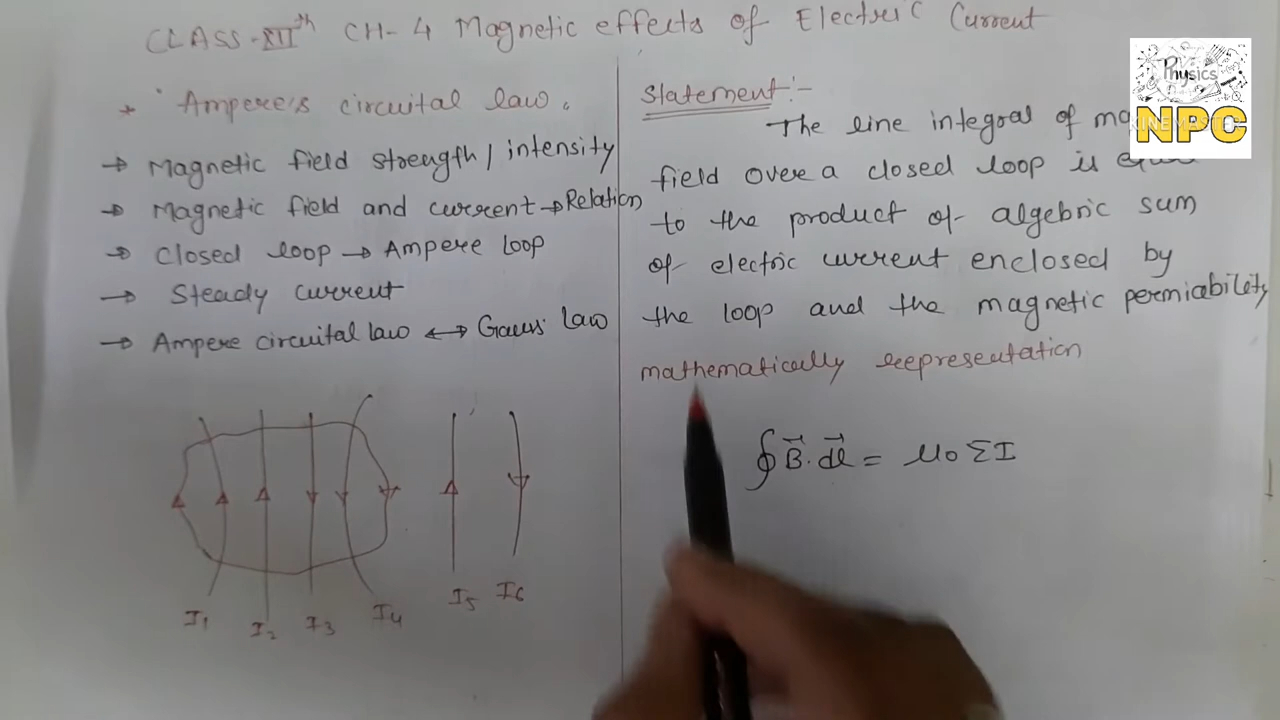 CLASS-XIIth CH-4 Magnetic effects of Electric Current
* Ampere's circuital law.
→ Magnetic field strength / intensity
→ Magnetic field and current → Relation
→ Closed loop → Ampere loop
→ Steady current
→ Ampere circuital law ↔ Gauss law
I1 I2 I3 I4 I5 I6
Statement:-
The line integral of
field over a closed loop is
to the product of algebric sum
of electric current enclosed by
the loop and the magnetic permiability
mathematically representation
∮ B⃗. dl⃗ = μ0 ΣI
Physics
NPC